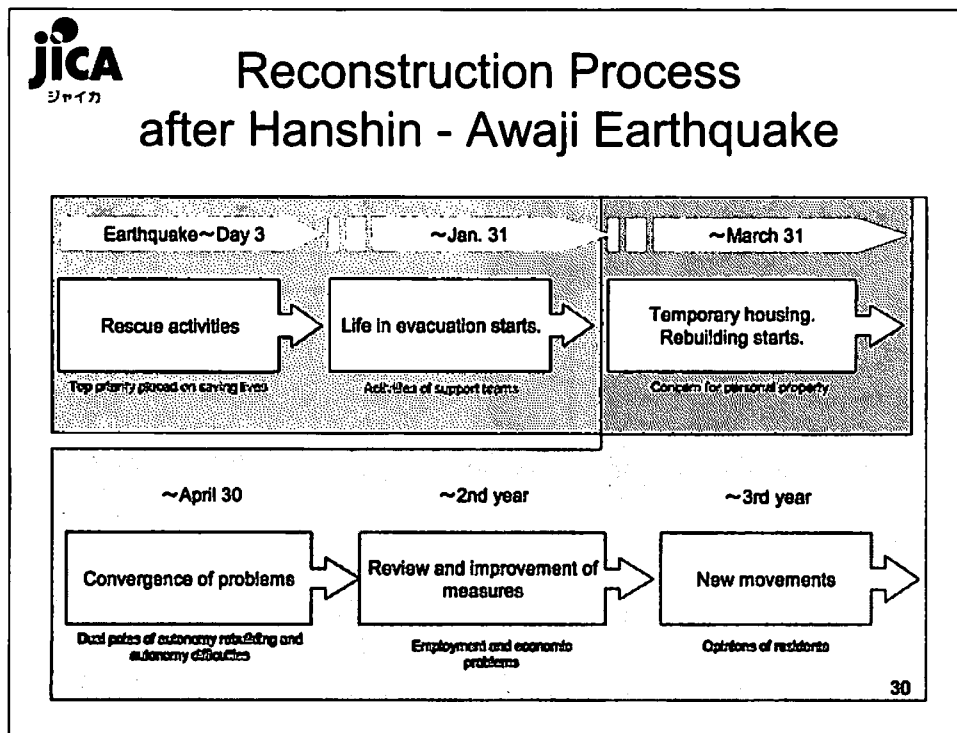 JICA
ジャイカ
Reconstruction Process
after Hanshin - Awaji Earthquake
Earthquake~Day 3
~Jan. 31
~March 31
Rescue activities
Life in evacuation starts.
Temporary housing.
Rebuilding starts.
Top priority placed on saving lives
Activities of support teams
Concern for personal property
~April 30
~2nd year
~3rd year
Convergence of problems
Review and improvement of
measures
New movements
Dual poles of autonomy rebuilding and
autonomy difficulties
Employment and economic
problems
Opinions of residents
30